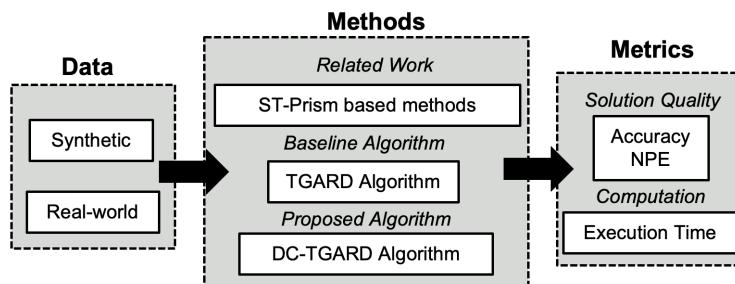 Data
Synthetic
Real-world
Methods
Related Work
ST-Prism based methods
Baseline Algorithm
TGARD Algorithm
Proposed Algorithm
DC-TGARD Algorithm
Metrics
Solution Quality
Accuracy
NPE
Computation
Execution Time